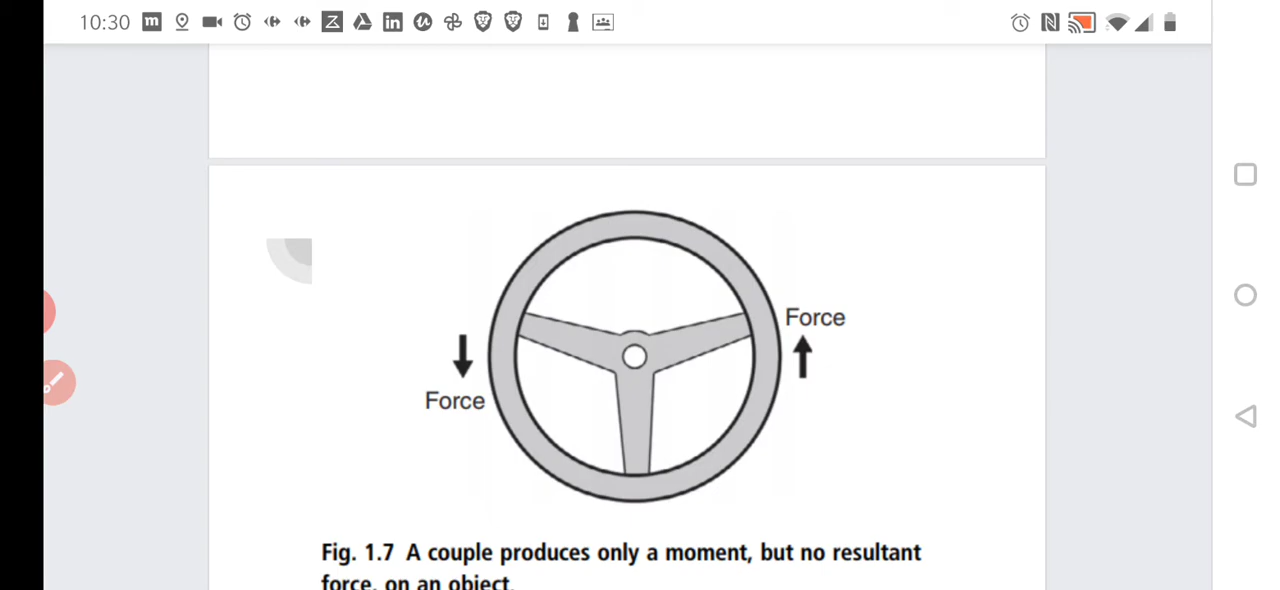 10:30
Force
Force
Fig. 1.7 A couple produces only a moment, but no resultant
force, on an object.